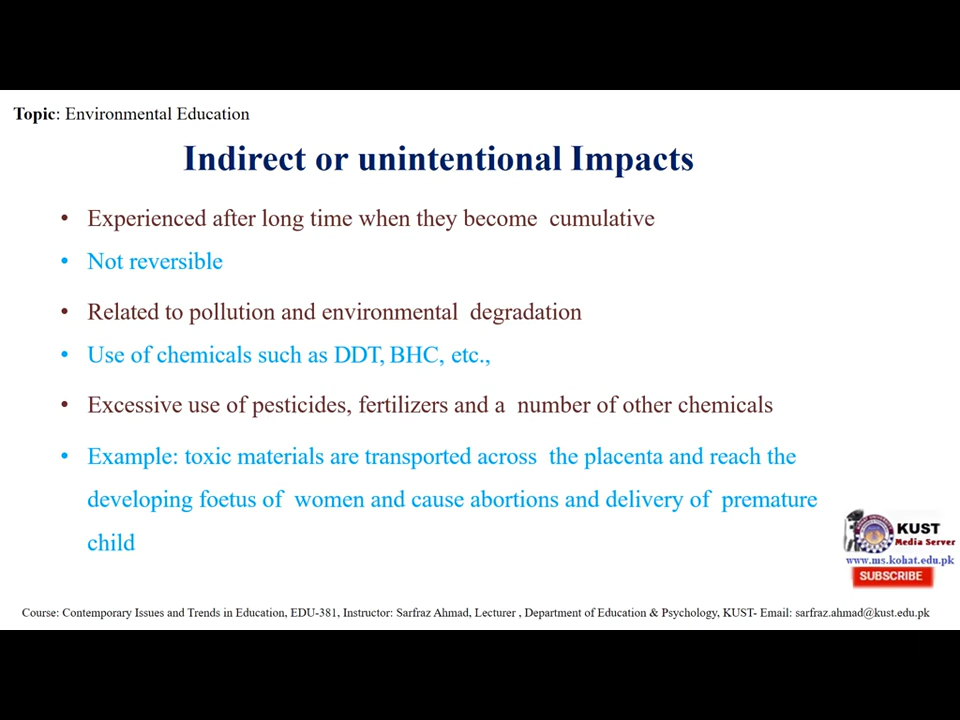 Topic: Environmental Education
Indirect or unintentional Impacts
• Experienced after long time when they become cumulative
• Not reversible
• Related to pollution and environmental degradation
• Use of chemicals such as DDT, BHC, etc.,
• Excessive use of pesticides, fertilizers and a number of other chemicals
• Example: toxic materials are transported across the placenta and reach the
developing foetus of women and cause abortions and delivery of premature
child
KUST
Media Server
www.ms.kohat.edu.pk
SUBSCRIBE
Course: Contemporary Issues and Trends in Education, EDU-381, Instructor: Sarfraz Ahmad, Lecturer , Department of Education & Psychology, KUST- Email: sarfraz.ahmad@kust.edu.pk